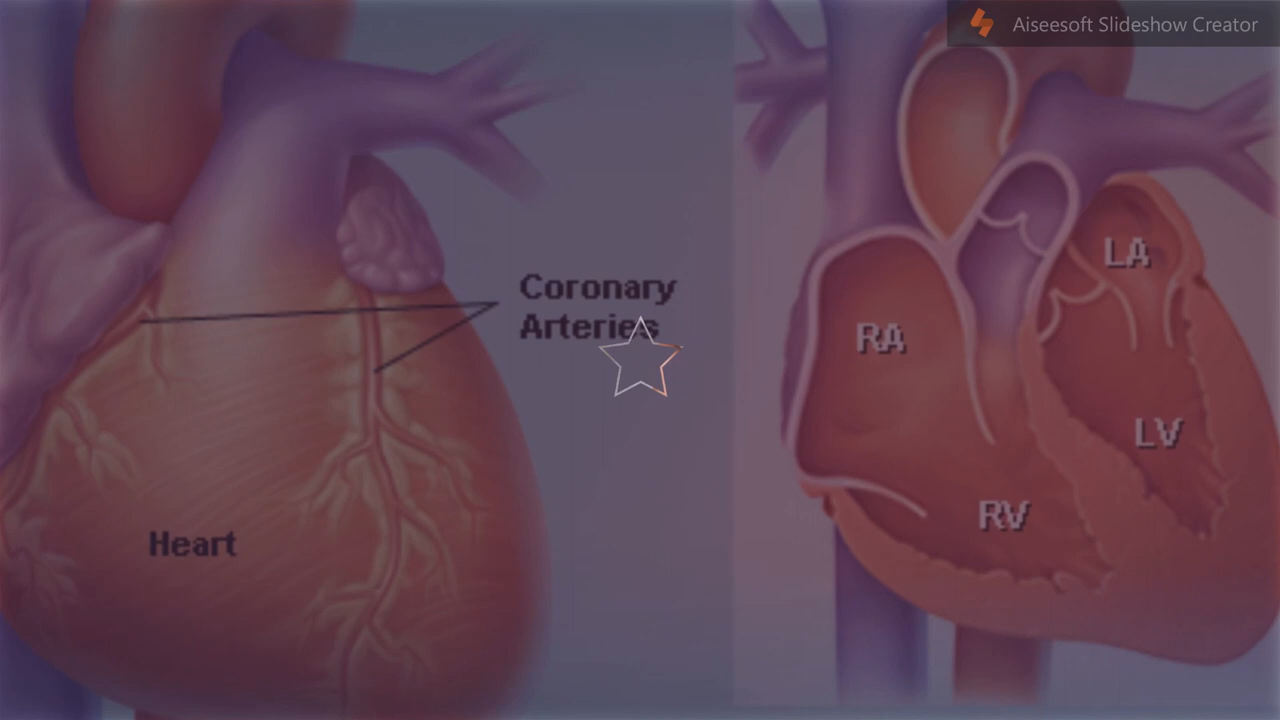 Aiseesoft Slideshow Creator
Coronary
Arteries
Heart
RA
LA
LV
RV